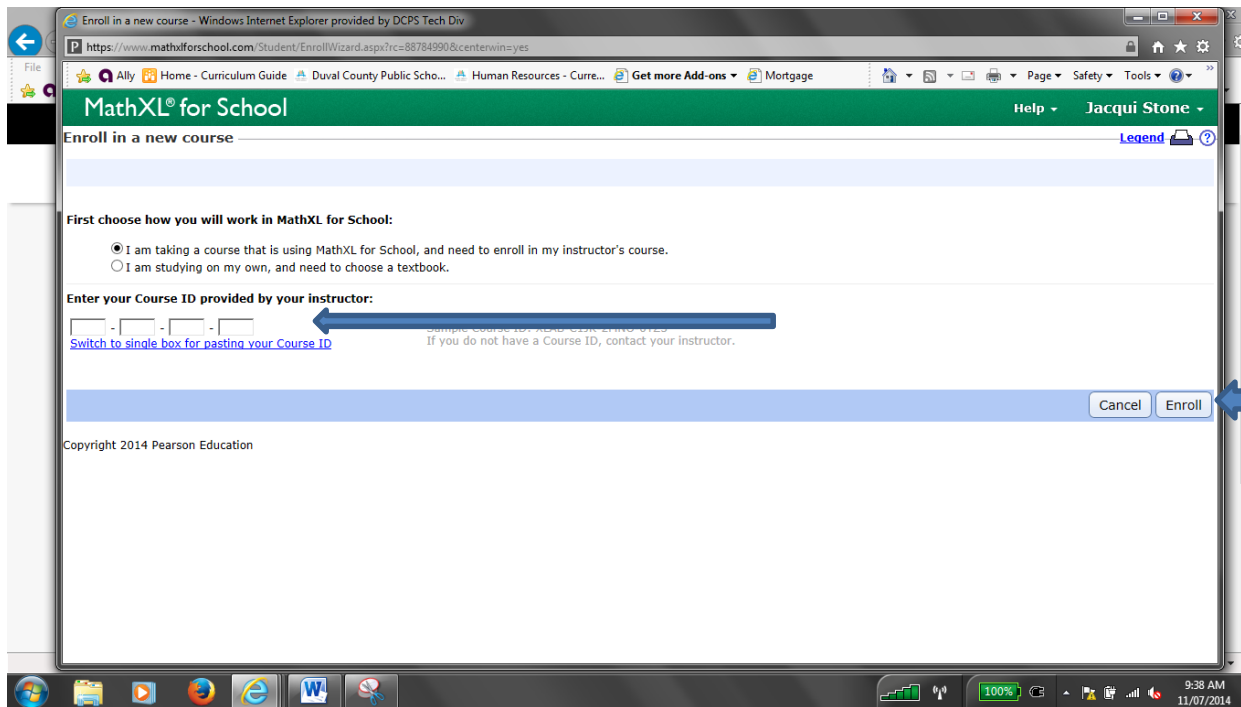 Enroll in a new course - Windows Internet Explorer provided by DCPS Tech Div
https://www.mathxlforschool.com/Student/EnrollWizard.aspx?rc=88784990&centerwin=yes
File
Ally Home - Curriculum Guide Duval County Public Scho... Human Resources - Curre... Get more Add-ons Mortgage Page Safety Tools
MathXL® for School Help Jacqui Stone
Enroll in a new course Legend
First choose how you will work in MathXL for School:
I am taking a course that is using MathXL for School, and need to enroll in my instructor's course.
I am studying on my own, and need to choose a textbook.
Enter your Course ID provided by your instructor:
- - -
Sample Course ID:
Switch to single box for pasting your Course ID If you do not have a Course ID, contact your instructor.
Cancel Enroll
Copyright 2014 Pearson Education
100% 9:38 AM
11/07/2014